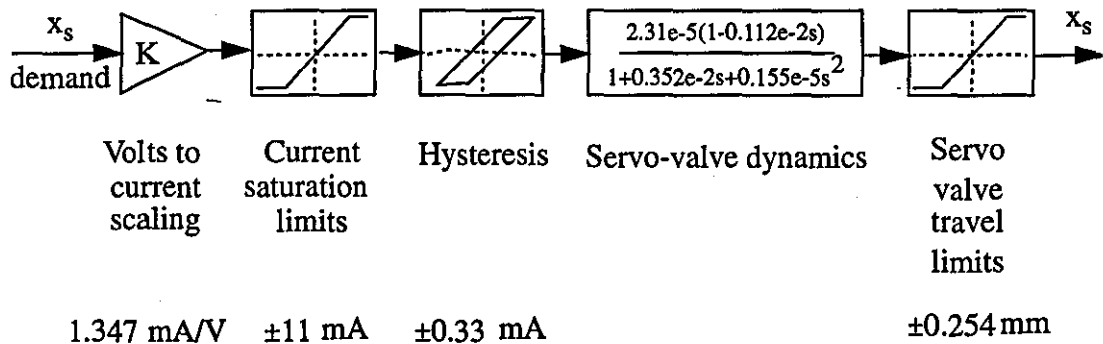 x_s
demand
K
2.31e-5(1-0.112e-2s)
1+0.352e-2s+0.155e-5s^2
x_s
Volts to
current
scaling
Current
saturation
limits
Hysteresis
Servo-valve dynamics
Servo
valve
travel
limits
1.347 mA/V
±11 mA
±0.33 mA
±0.254 mm